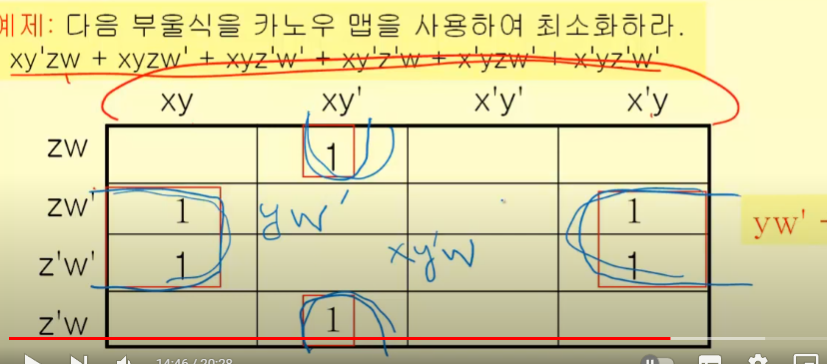 예제: 다음 부울식을 카노우 맵을 사용하여 최소화하라.
xy'zw + xyzw' + xyz'w' + xy'z'w + x'yzw' + x'yz'w'
xy xy' x'y' x'y
zw 1
zw' 1 yw' 1
yw' +
z'w' 1 xy'w 1
z'w 1
14:46 / 20:28